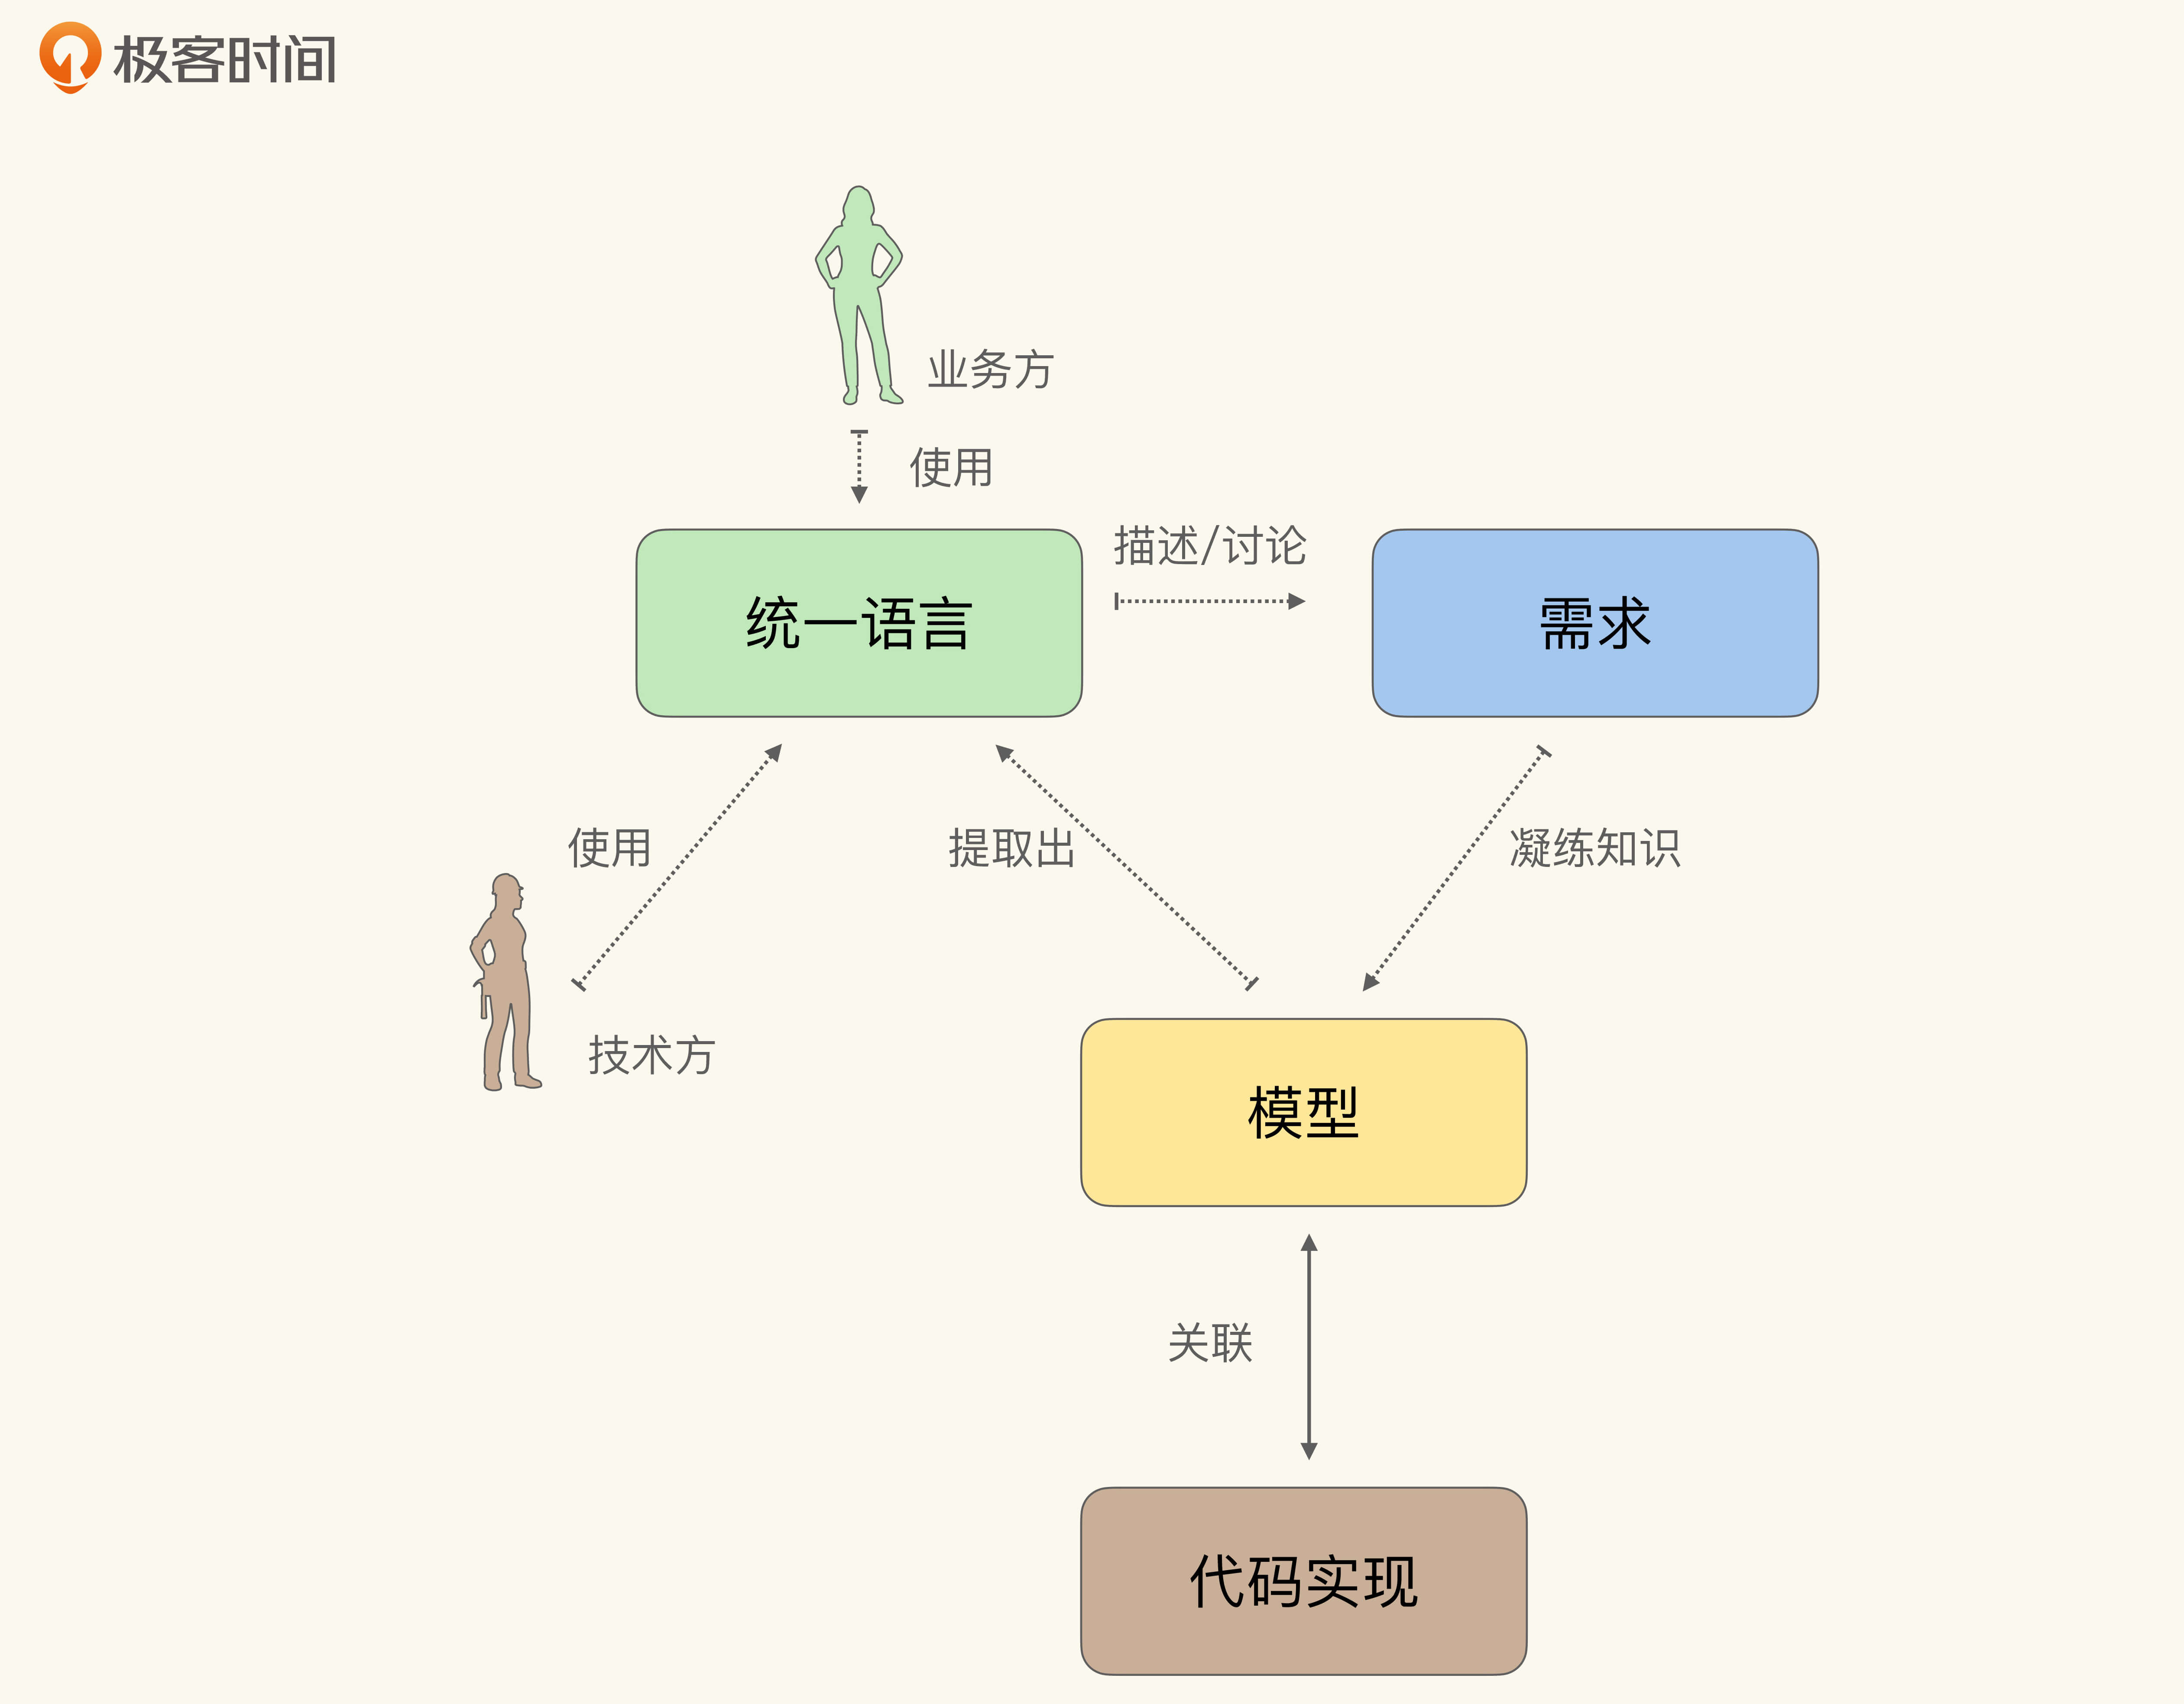 极客时间
业务方
使用
描述/讨论
统一语言
需求
使用
提取出
凝练知识
技术方
模型
关联
代码实现